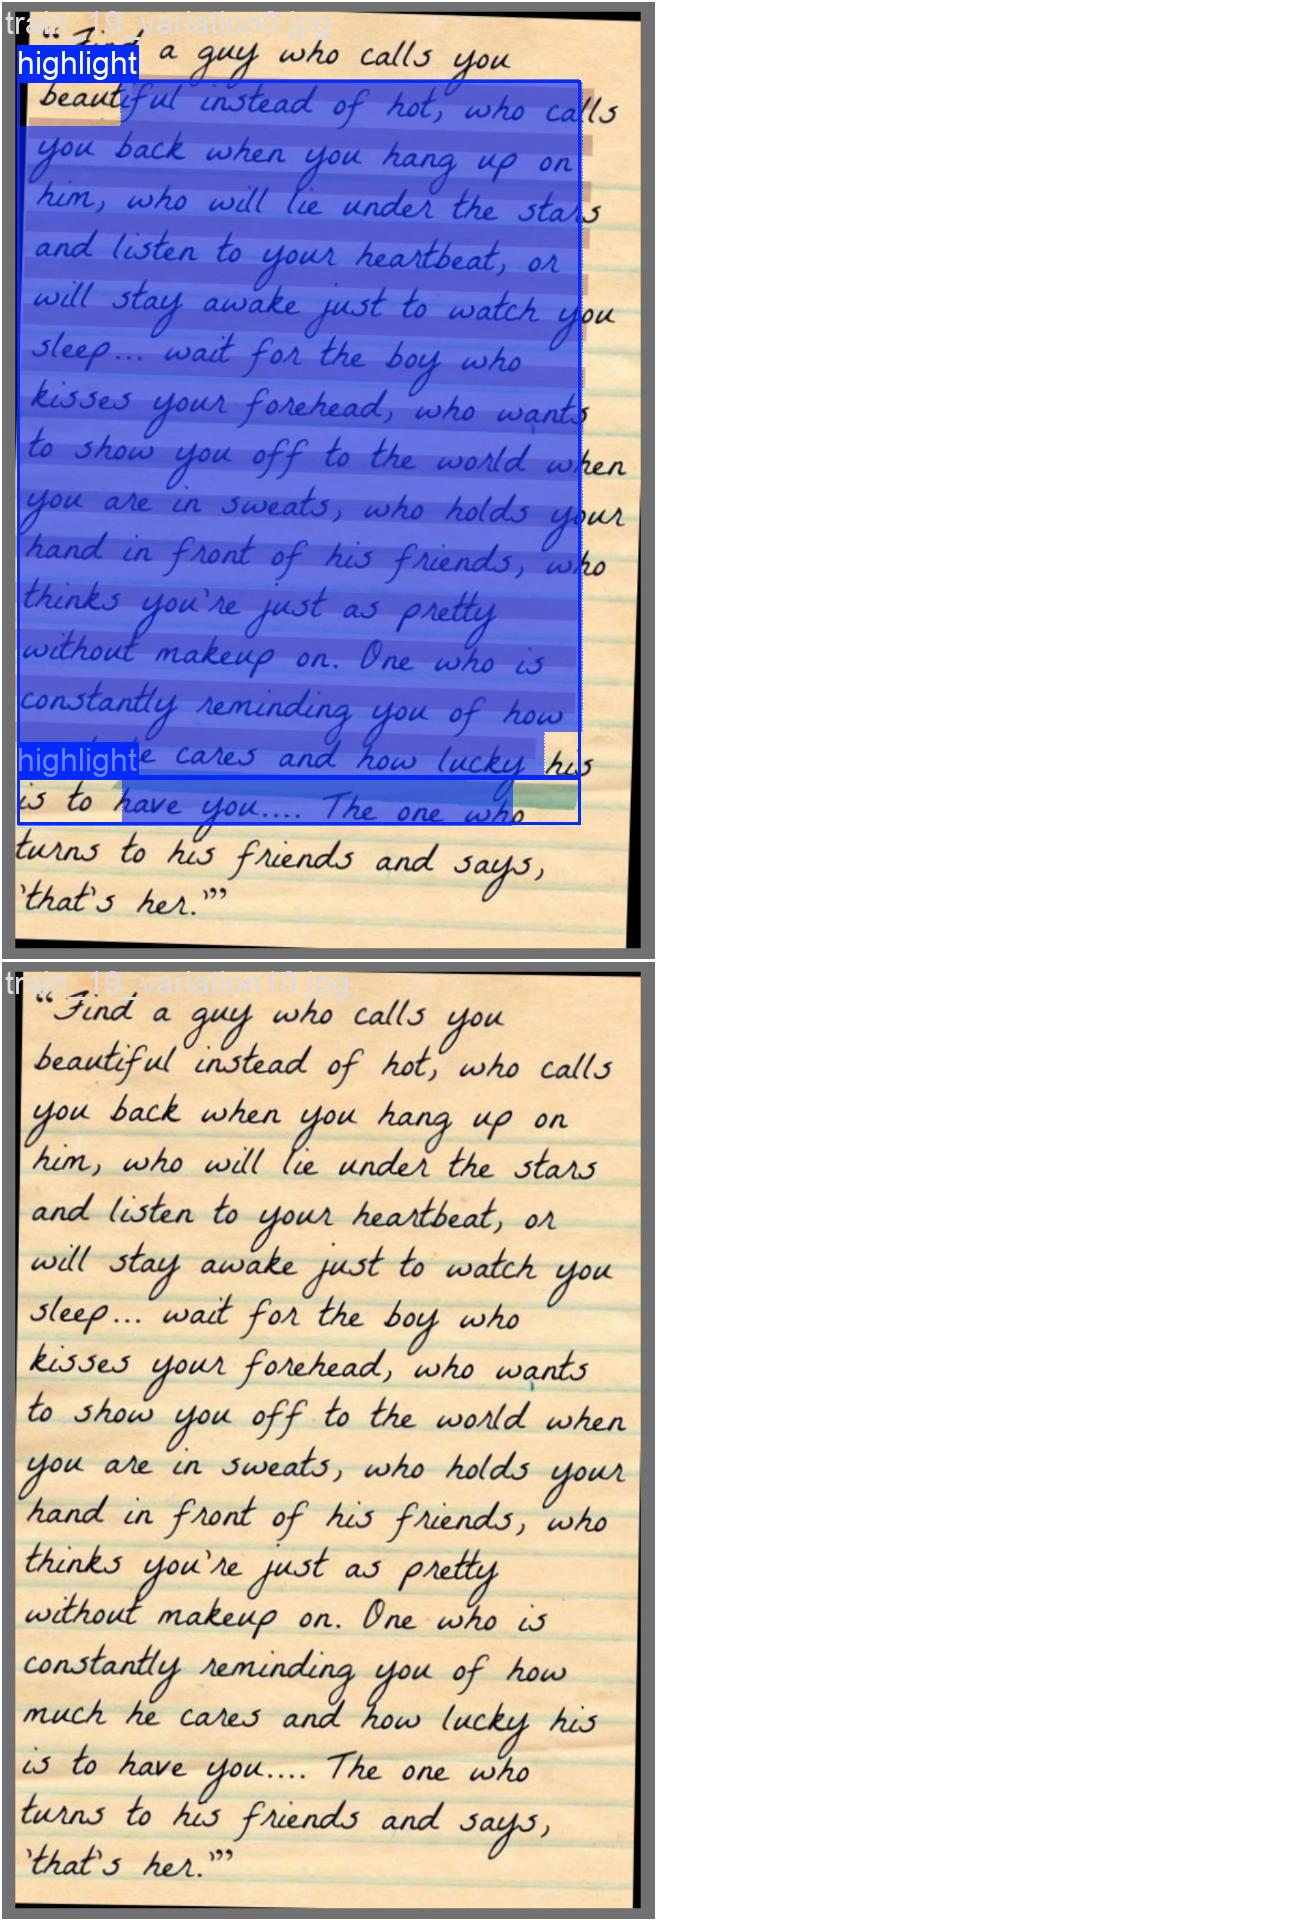 train_19_variation0.jpg
“Find a guy who calls you
highlight
beautiful instead of hot, who calls
you back when you hang up on
him, who will lie under the stars
and listen to your heartbeat, or
will stay awake just to watch you
sleep... wait for the boy who
kisses your forehead, who wants
to show you off to the world when
you are in sweats, who holds your
hand in front of his friends, who
thinks you're just as pretty
without makeup on. One who is
constantly reminding you of how
highlight
cares and how lucky his
is to have you.... The one who
turns to his friends and says,
'that's her.'”
train_19_variation10.jpg
“Find a guy who calls you
beautiful instead of hot, who calls
you back when you hang up on
him, who will lie under the stars
and listen to your heartbeat, or
will stay awake just to watch you
sleep... wait for the boy who
kisses your forehead, who wants
to show you off to the world when
you are in sweats, who holds your
hand in front of his friends, who
thinks you're just as pretty
without makeup on. One who is
constantly reminding you of how
much he cares and how lucky his
is to have you.... The one who
turns to his friends and says,
'that's her.'”